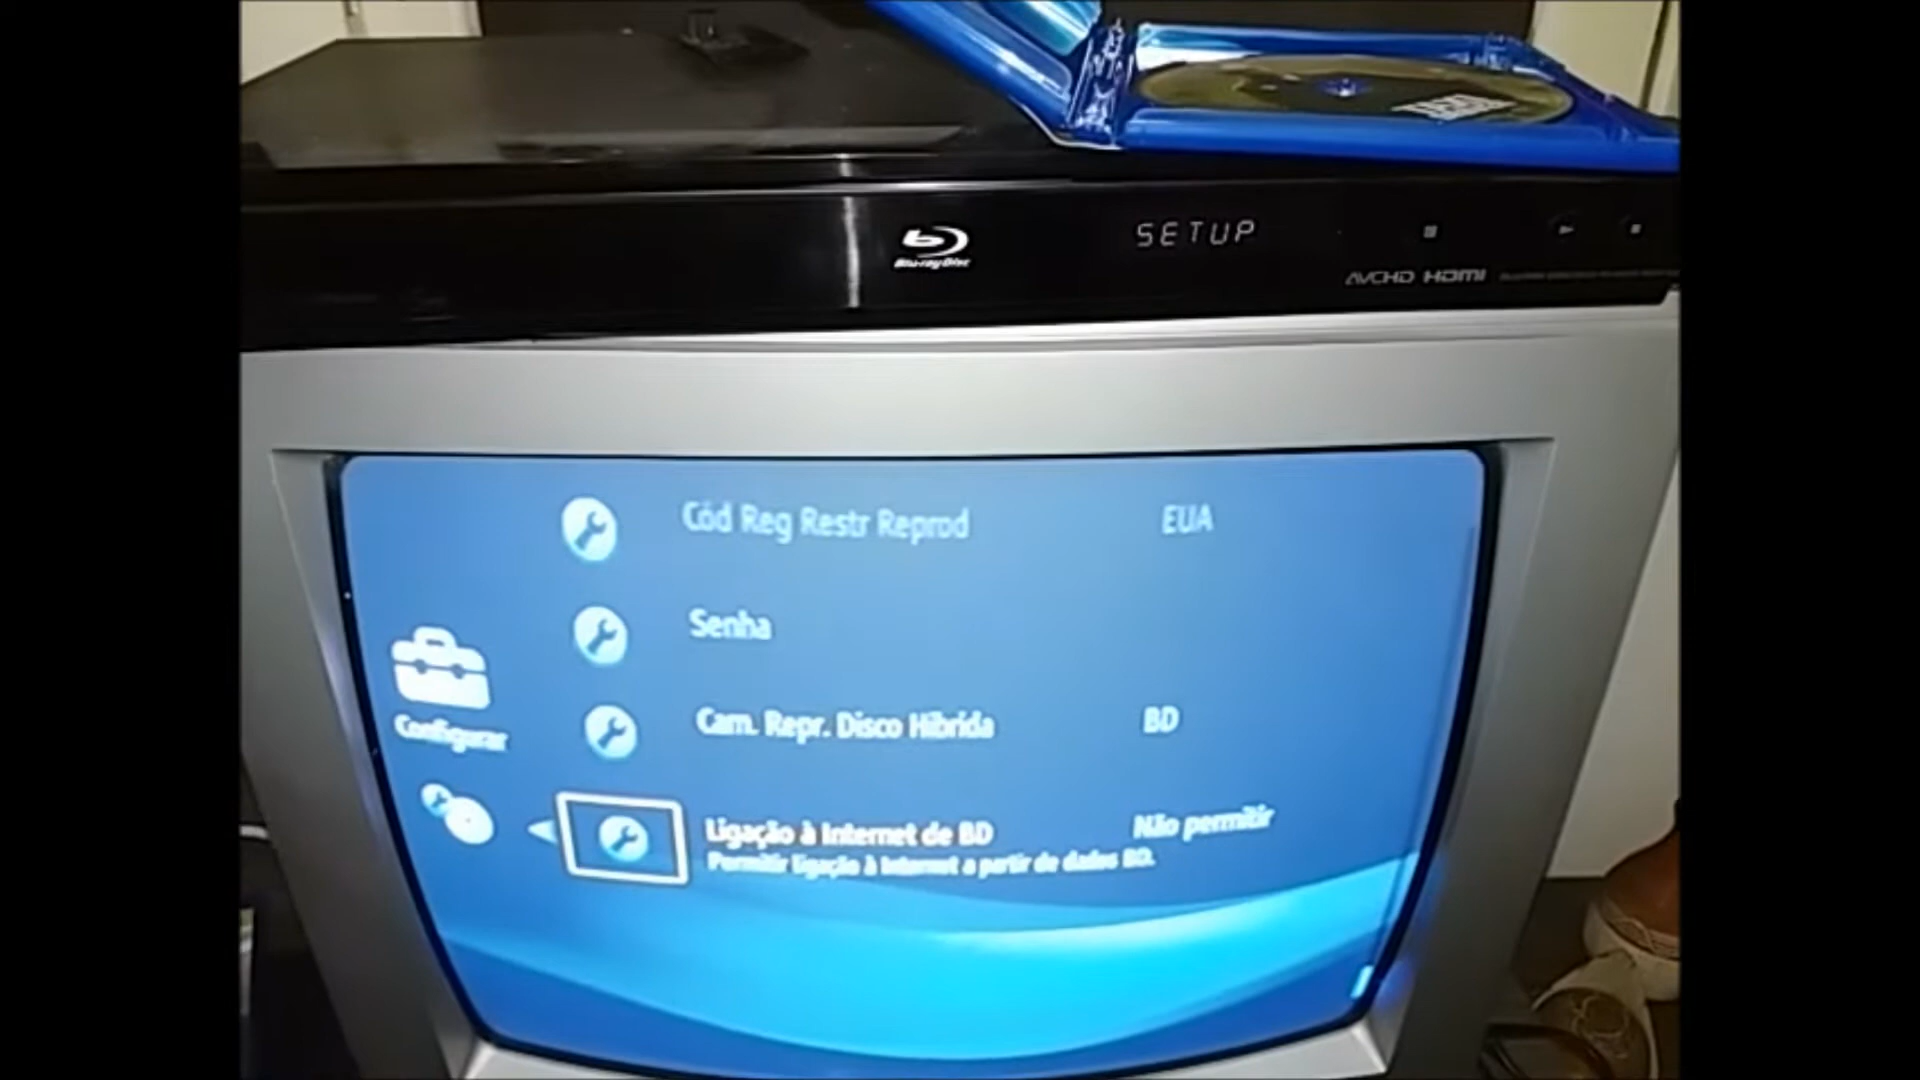 SETUP
Blu-ray Disc
AVCHD HDMI
Cód Reg Restr Reprod EUA
Senha
Cam. Repr. Disco Híbrida BD
Configurar
Ligação à Internet de BD Não permitir
Permitir ligação à Internet a partir de dados BD.